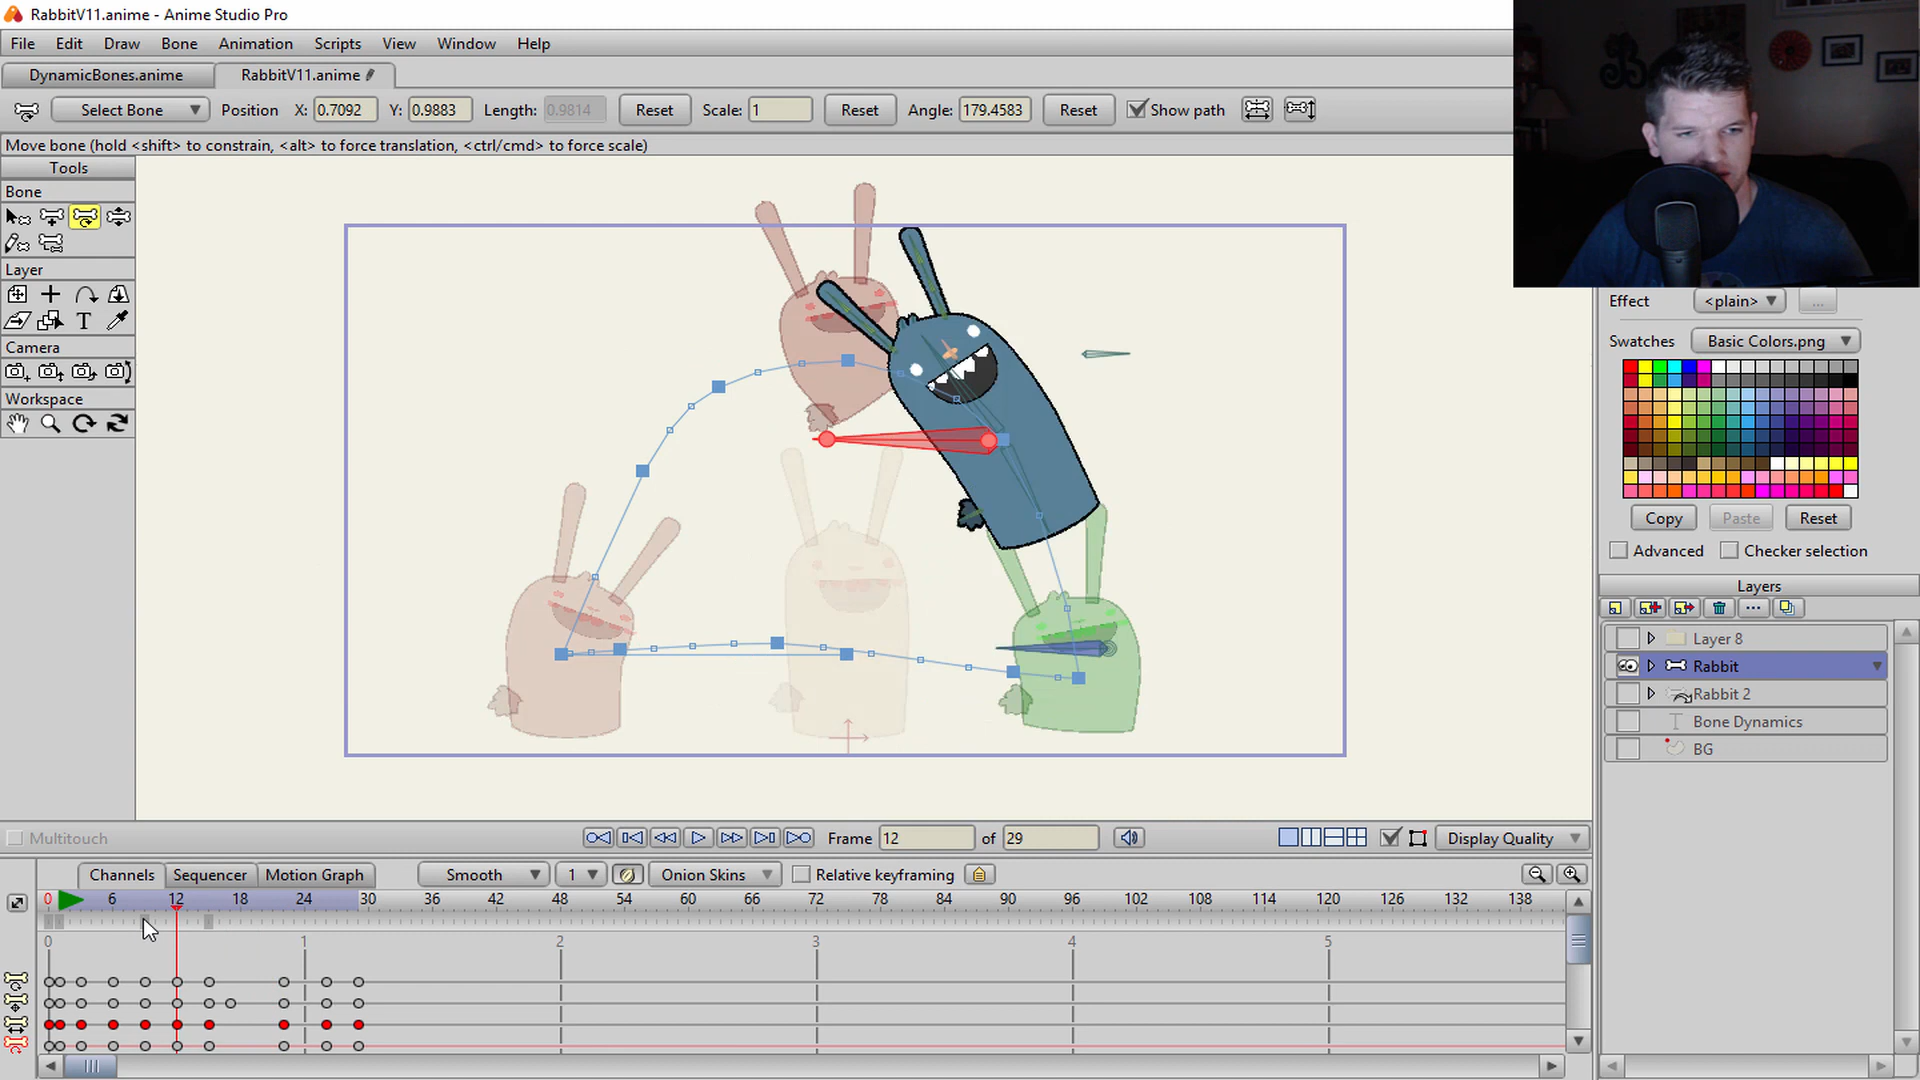 RabbitV11.anime - Anime Studio Pro
File Edit Draw Bone Animation Scripts View Window Help
DynamicBones.anime RabbitV11.anime
Select Bone Position X: 0.7092 Y: 0.9883 Length: 0.9814 Reset Scale: 1 Reset Angle: 179.4583 Reset Show path
Move bone (hold <shift> to constrain, <alt> to force translation, <ctrl/cmd> to force scale)
Tools
Bone
Layer
T
Camera
Workspace
Effect <plain> ...
Swatches Basic Colors.png
Copy Paste Reset
Advanced Checker selection
Layers
Layer 8
Rabbit
Rabbit 2
T Bone Dynamics
BG
Multitouch Frame 12 of 29 Display Quality
Channels Sequencer Motion Graph Smooth 1 Onion Skins Relative keyframing
0 6 12 18 24 30 36 42 48 54 60 66 72 78 84 90 96 102 108 114 120 126 132 138
0 1 2 3 4 5